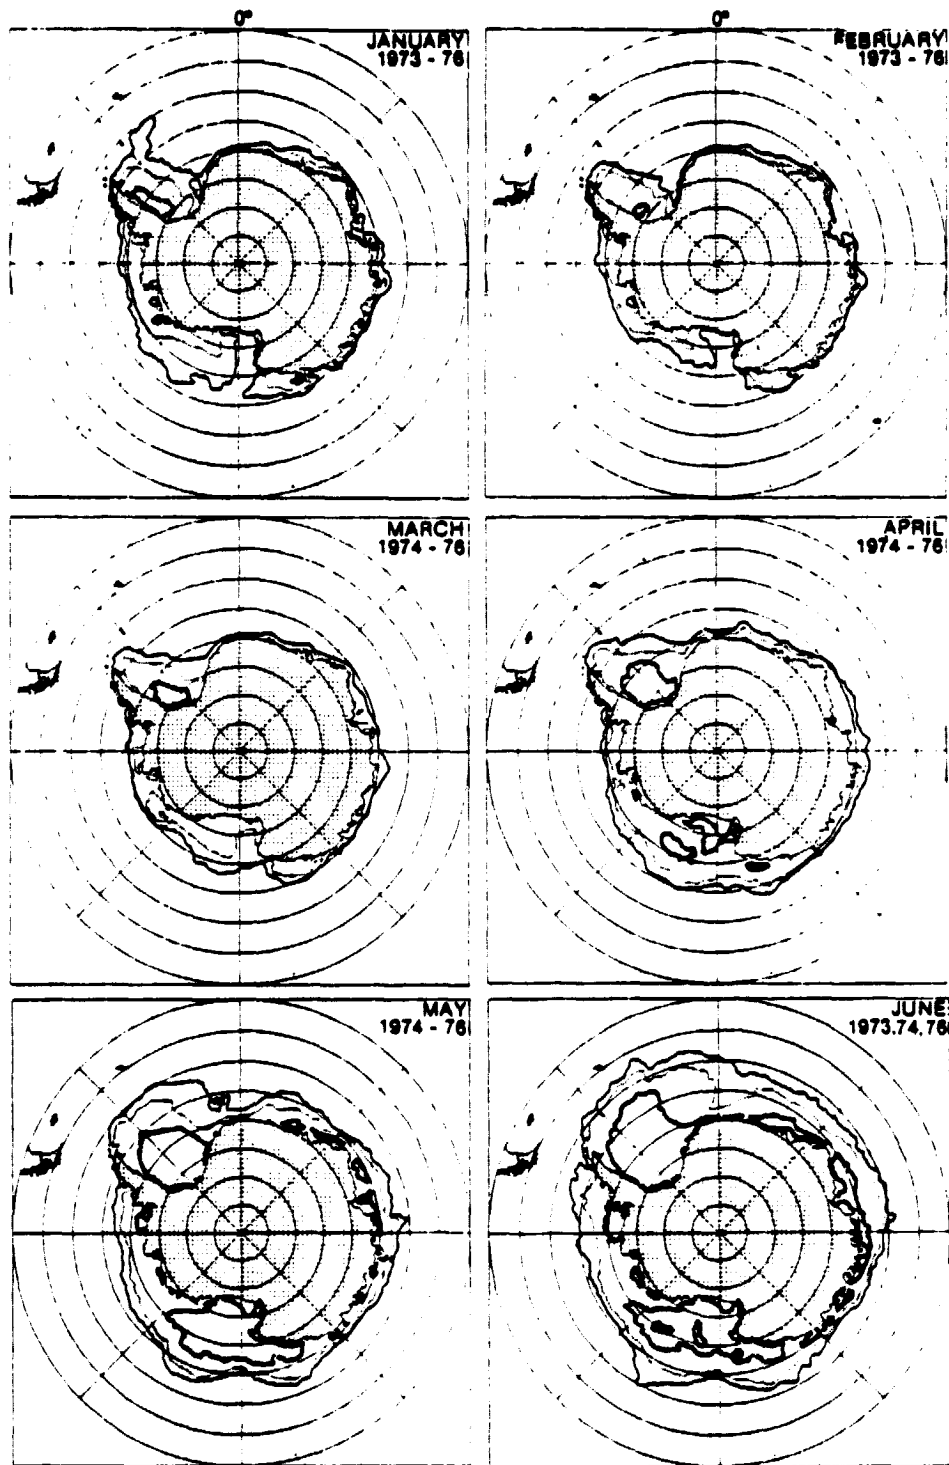 0°
JANUARY
1973 - 76
0°
FEBRUARY
1973 - 76
MARCH
1974 - 76
APRIL
1974 - 76
MAY
1974 - 76
JUNE
1973,74,76